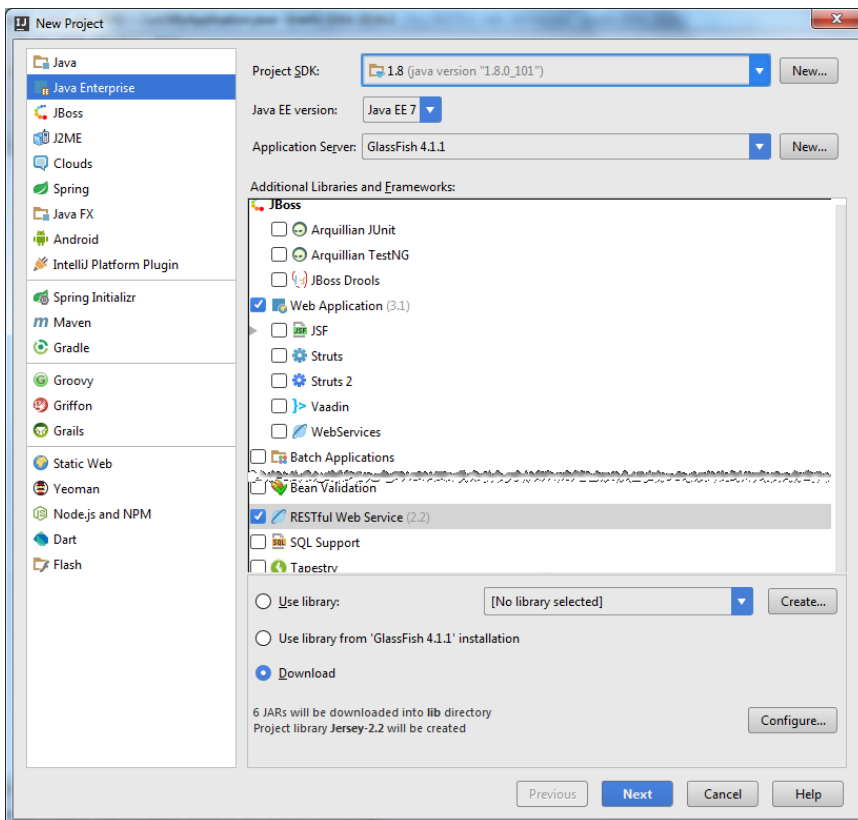 New Project
Java
Java Enterprise
JBoss
J2ME
Clouds
Spring
Java FX
Android
IntelliJ Platform Plugin
Spring Initializr
Maven
Gradle
Groovy
Griffon
Grails
Static Web
Yeoman
Node.js and NPM
Dart
Flash
Project SDK: 1.8 (java version "1.8.0_101") New...
Java EE version: Java EE 7
Application Server: GlassFish 4.1.1 New...
Additional Libraries and Frameworks:
JBoss
Arquillian JUnit
Arquillian TestNG
JBoss Drools
Web Application (3.1)
JSF
Struts
Struts 2
Vaadin
WebServices
Batch Applications
Bean Validation
RESTful Web Service (2.2)
SQL Support
Tapestry
Use library: [No library selected] Create...
Use library from 'GlassFish 4.1.1' installation
Download
6 JARs will be downloaded into lib directory
Project library Jersey-2.2 will be created
Configure...
Previous Next Cancel Help